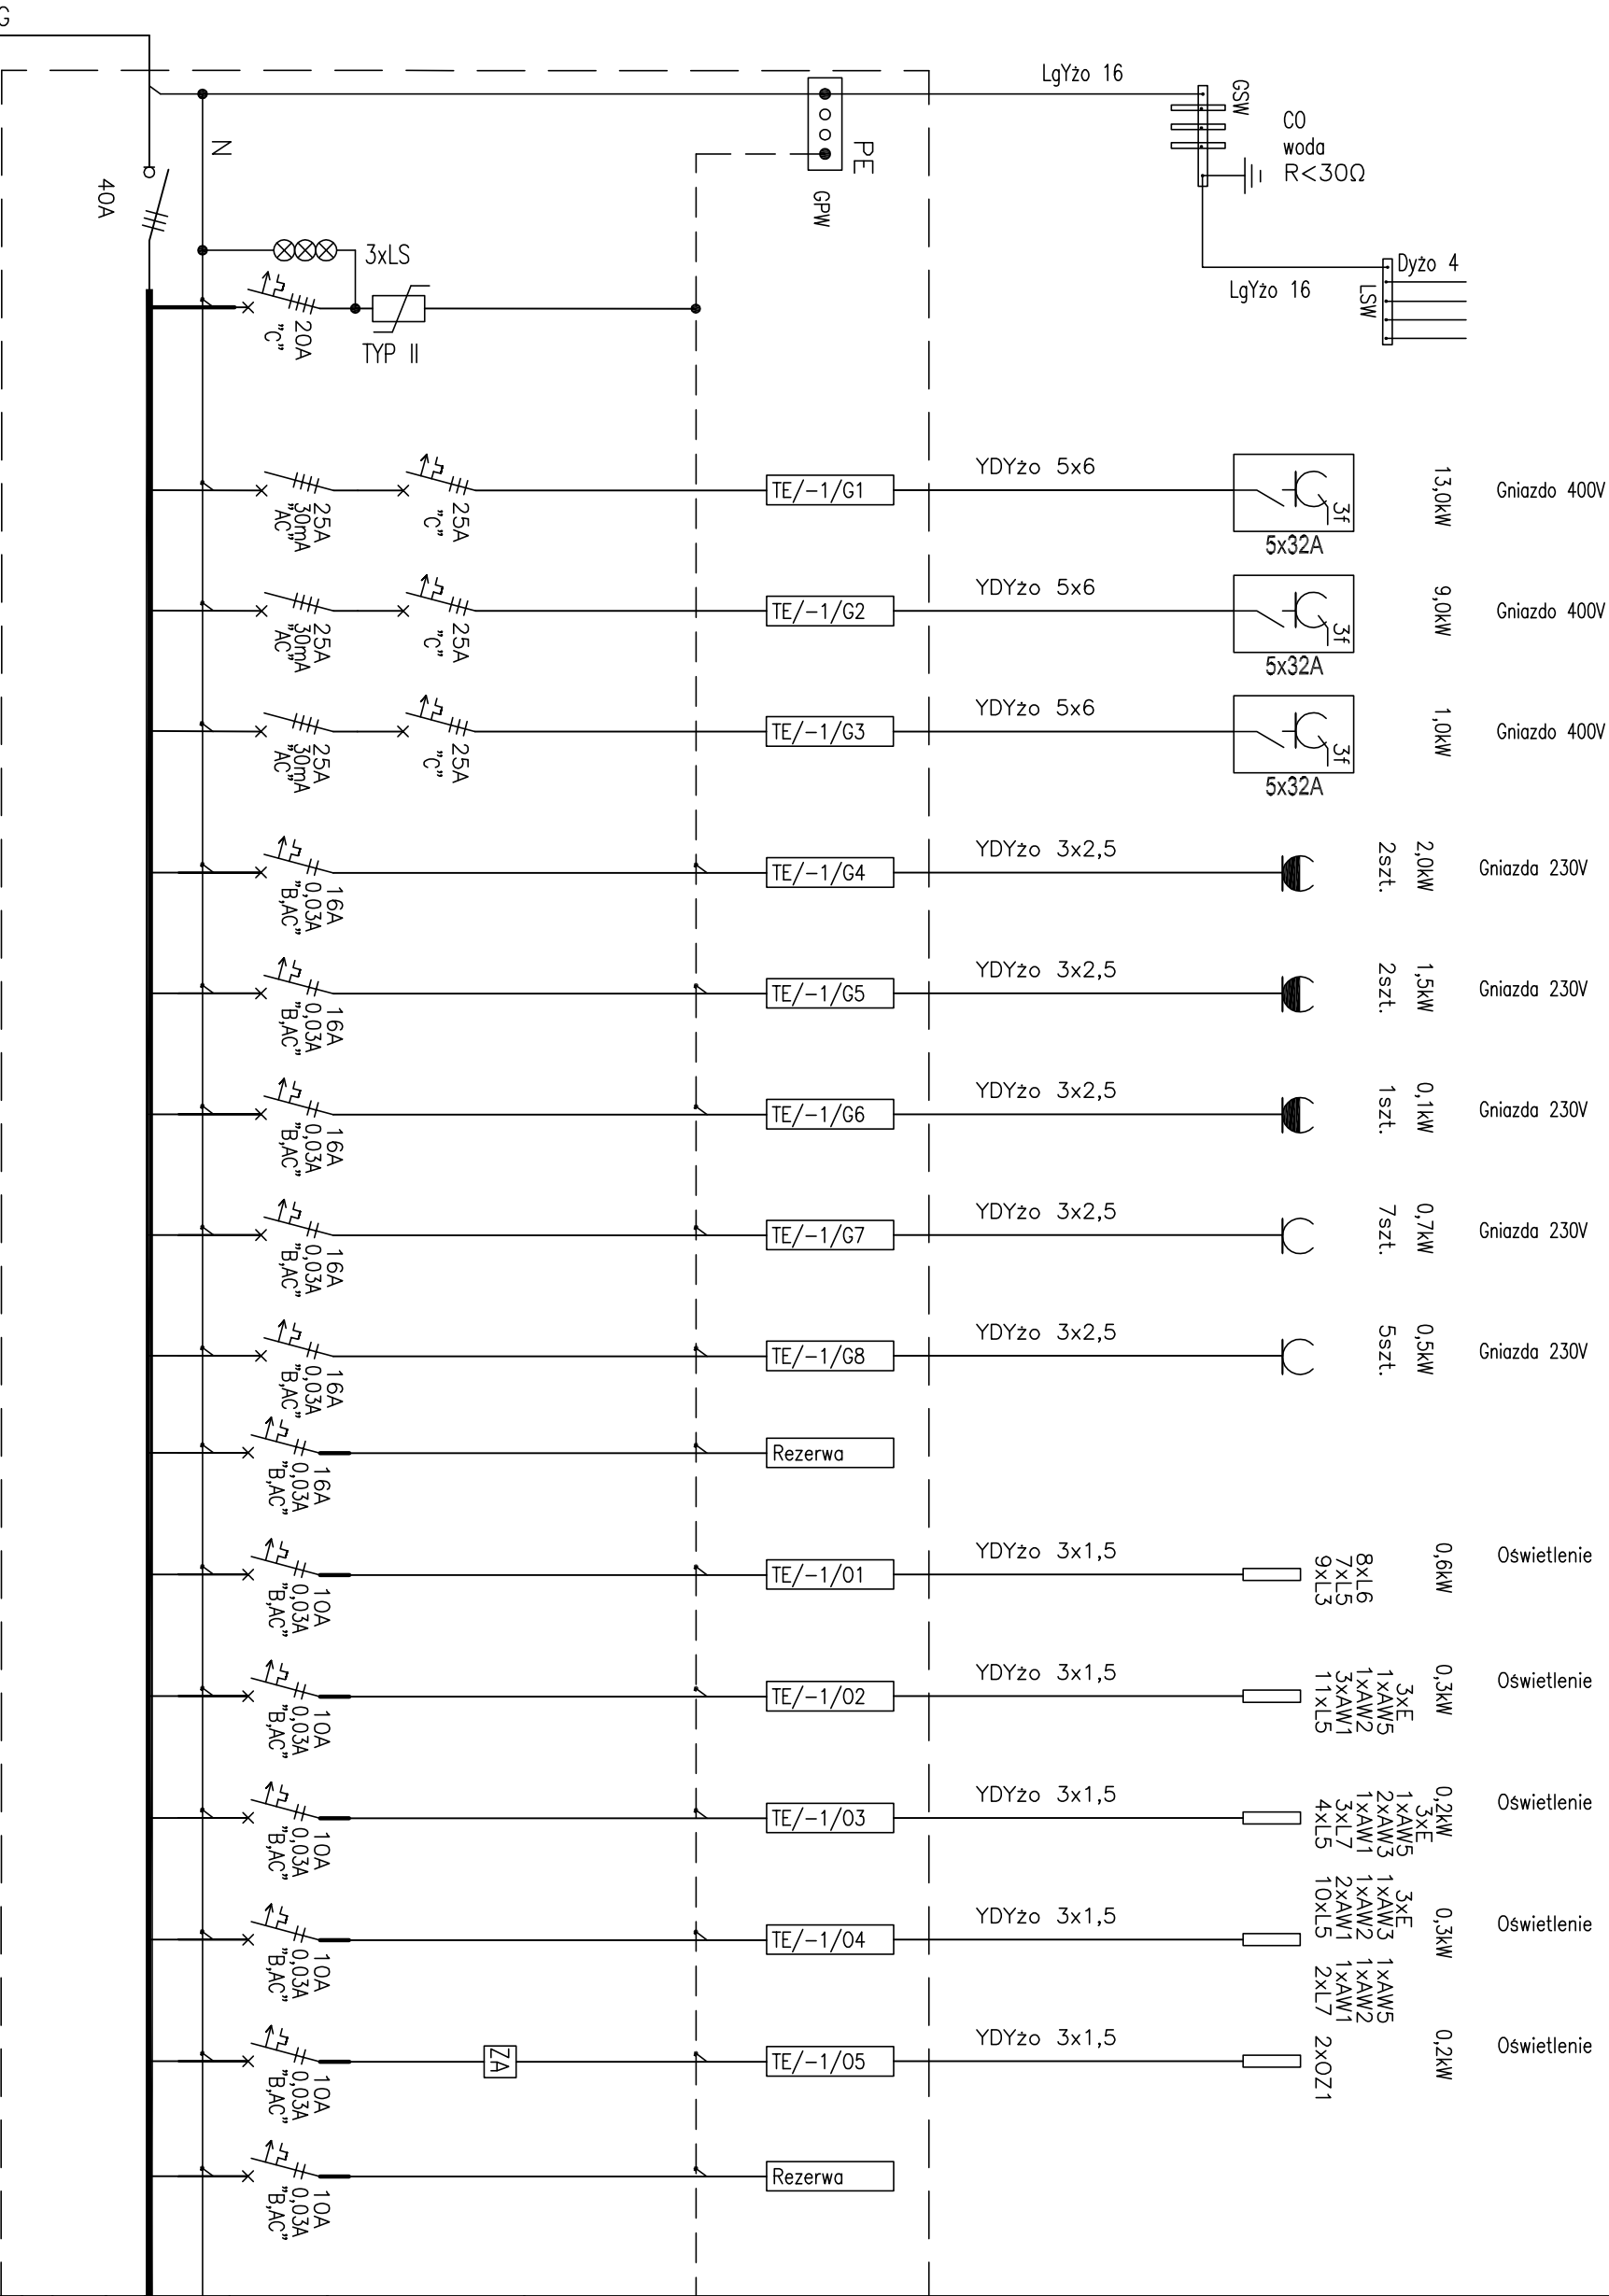 G
LgYżo 16
GSW
CO
woda
R<30Ω
N
PE
GPW
40A
3xLS
20A
"C"
TYP II
LgYżo 16
Dyżo 4
LSW
25A
30mA
"AC"
25A
"C"
TE/-1/G1
YDYżo 5x6
3f
5x32A
13,0kW
Gniazdo 400V
25A
30mA
"AC"
25A
"C"
TE/-1/G2
YDYżo 5x6
3f
5x32A
9,0kW
Gniazdo 400V
25A
30mA
"AC"
25A
"C"
TE/-1/G3
YDYżo 5x6
3f
5x32A
1,0kW
Gniazdo 400V
16A
0,03A
"B,AC"
TE/-1/G4
YDYżo 3x2,5
2szt.
2,0kW
Gniazda 230V
16A
0,03A
"B,AC"
TE/-1/G5
YDYżo 3x2,5
2szt.
1,5kW
Gniazda 230V
16A
0,03A
"B,AC"
TE/-1/G6
YDYżo 3x2,5
1szt.
0,1kW
Gniazda 230V
16A
0,03A
"B,AC"
TE/-1/G7
YDYżo 3x2,5
7szt.
0,7kW
Gniazda 230V
16A
0,03A
"B,AC"
TE/-1/G8
YDYżo 3x2,5
5szt.
0,5kW
Gniazda 230V
16A
0,03A
"B,AC"
Rezerwa
10A
0,03A
"B,AC"
TE/-1/O1
YDYżo 3x1,5
8xL6
7xL5
9xL3
0,6kW
Oświetlenie
10A
0,03A
"B,AC"
TE/-1/O2
YDYżo 3x1,5
3xE
1xAW5
1xAW2
3xAW1
11xL5
0,3kW
Oświetlenie
10A
0,03A
"B,AC"
TE/-1/O3
YDYżo 3x1,5
3xE
1xAW5
2xAW3
1xAW1
3xL7
4xL5
0,2kW
Oświetlenie
10A
0,03A
"B,AC"
TE/-1/O4
YDYżo 3x1,5
3xE
1xAW3
1xAW2
2xAW1
10xL5
0,3kW
Oświetlenie
10A
0,03A
"B,AC"
ZA
TE/-1/O5
YDYżo 3x1,5
1xAW5
1xAW2
1xAW1
2xL7
2xOZ1
0,2kW
Oświetlenie
10A
0,03A
"B,AC"
Rezerwa